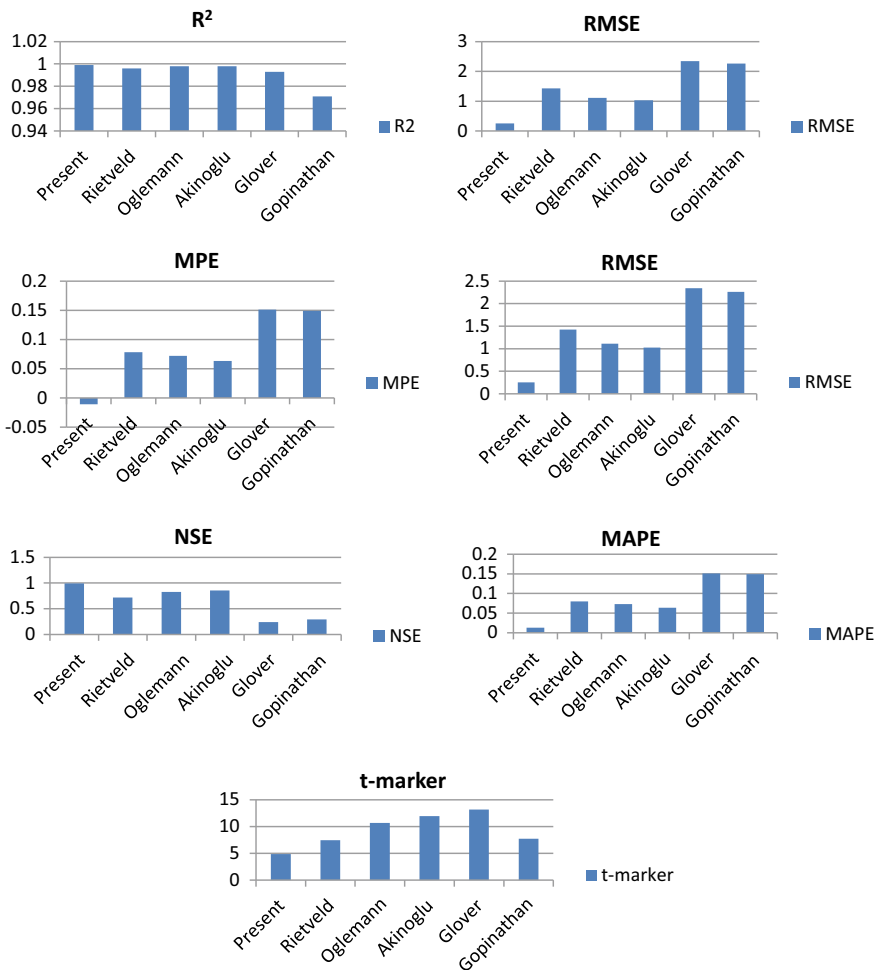 R²
1.02
1
0.98
0.96
0.94
Present
Rietveld
Oglemann
Akinoglu
Glover
Gopinathan
R2
RMSE
3
2
1
0
Present
Rietveld
Oglemann
Akinoglu
Glover
Gopinathan
RMSE
MPE
0.2
0.15
0.1
0.05
0
-0.05
Present
Rietveld
Oglemann
Akinoglu
Glover
Gopinathan
MPE
RMSE
2.5
2
1.5
1
0.5
0
Present
Rietveld
Oglemann
Akinoglu
Glover
Gopinathan
RMSE
NSE
1.5
1
0.5
0
Present
Rietveld
Oglemann
Akinoglu
Glover
Gopinathan
NSE
MAPE
0.2
0.15
0.1
0.05
0
Present
Rietveld
Oglemann
Akinoglu
Glover
Gopinathan
MAPE
t-marker
15
10
5
0
Present
Rietveld
Oglemann
Akinoglu
Glover
Gopinathan
t-marker